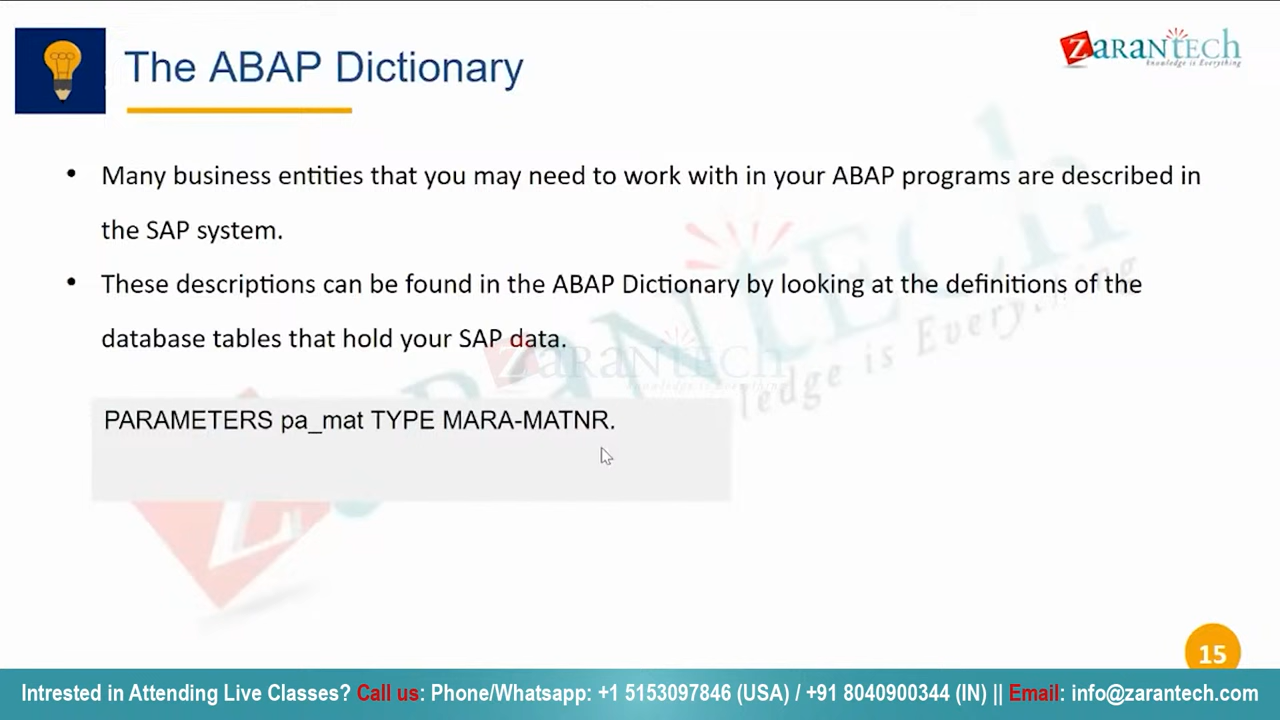 The ABAP Dictionary
ZARANTECH
knowledge is Everything
• Many business entities that you may need to work with in your ABAP programs are described in
the SAP system.
• These descriptions can be found in the ABAP Dictionary by looking at the definitions of the
database tables that hold your SAP data.
PARAMETERS pa_mat TYPE MARA-MATNR.
15
Intrested in Attending Live Classes? Call us: Phone/Whatsapp: +1 5153097846 (USA) / +91 8040900344 (IN) || Email: info@zarantech.com